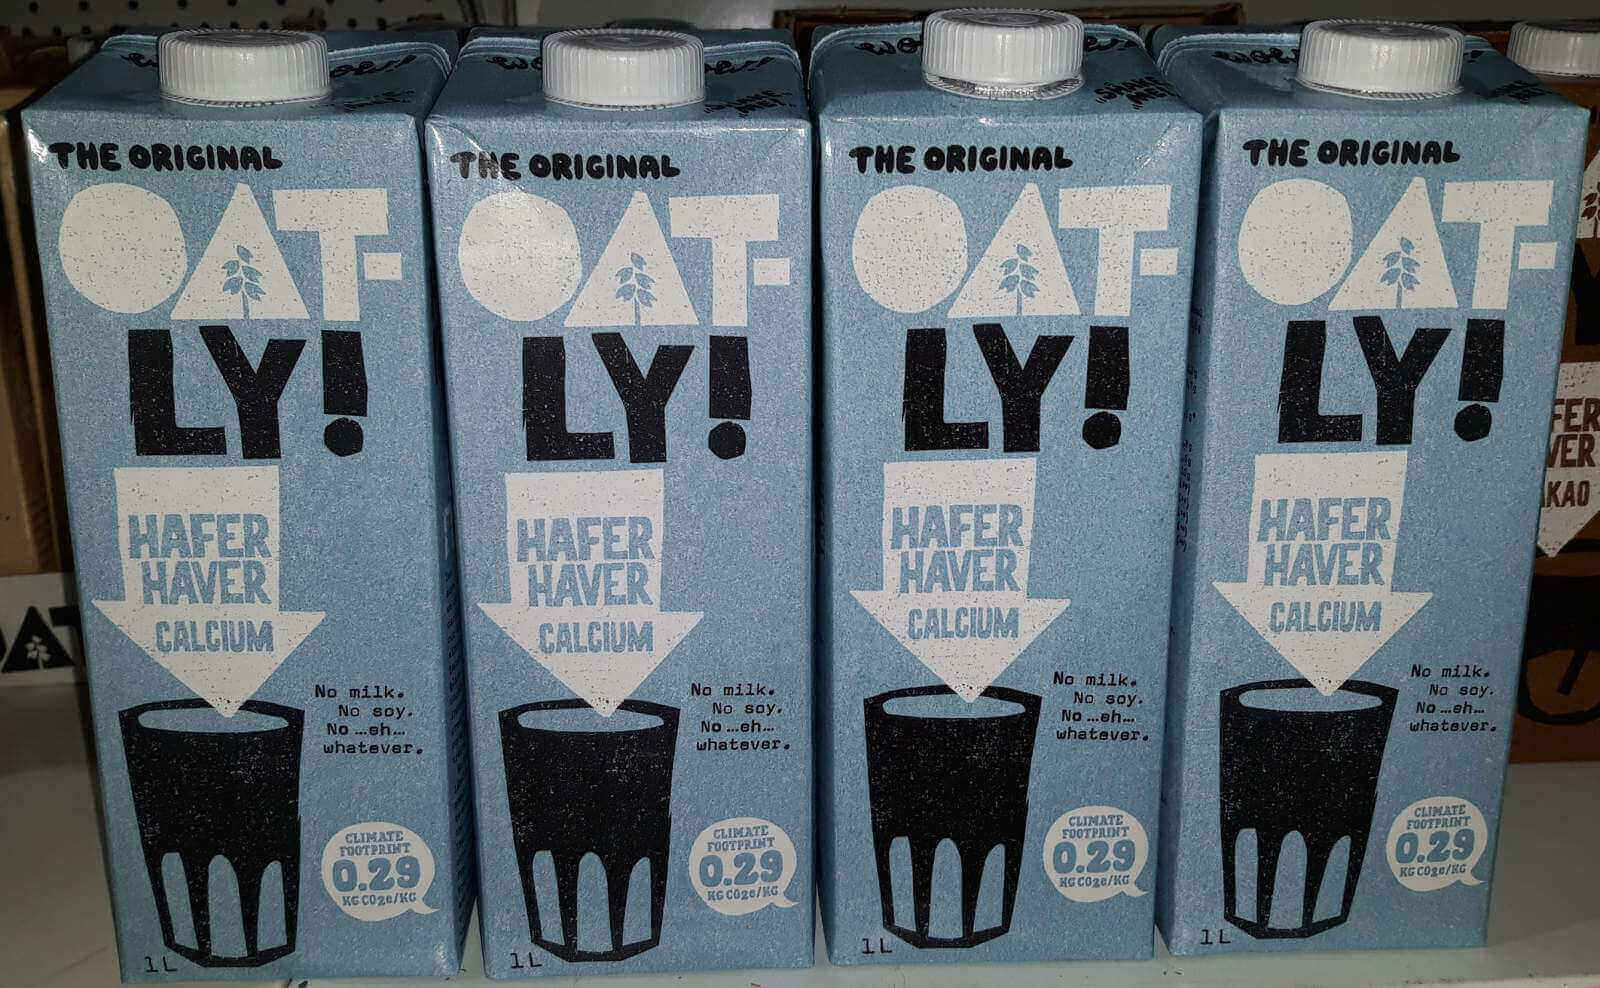 THE ORIGINAL
OAT-
LY!
HAFER
HAVER
CALCIUM
No milk.
No soy.
No ...eh...
whatever.
CLIMATE
FOOTPRINT
0.29
KG CO2e/KG
1L
THE ORIGINAL
OAT-
LY!
HAFER
HAVER
CALCIUM
No milk.
No soy.
No ...eh...
whatever.
CLIMATE
FOOTPRINT
0.29
KG CO2e/KG
1L
"SHAKE
ME!"
THE ORIGINAL
OAT-
LY!
HAFER
HAVER
CALCIUM
No milk.
No soy.
No ...eh...
whatever.
CLIMATE
FOOTPRINT
0.29
KG CO2e/KG
1L
THE ORIGINAL
OAT-
LY!
HAFER
HAVER
CALCIUM
No milk.
No soy.
No ...eh...
whatever.
CLIMATE
FOOTPRINT
0.29
KG CO2e/KG
1L